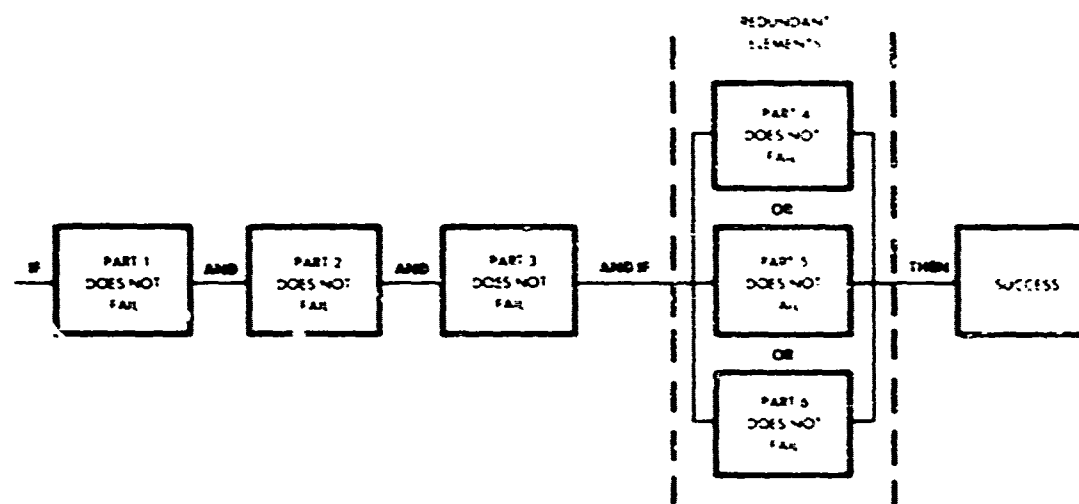 REDUNDANT
ELEMENTS
PART 4
DOES NOT
FAIL
OR
IF
PART 1
DOES NOT
FAIL
AND
PART 2
DOES NOT
FAIL
AND
PART 3
DOES NOT
FAIL
AND IF
PART 5
DOES NOT
FAIL
THEN
SUCCESS
OR
PART 6
DOES NOT
FAIL